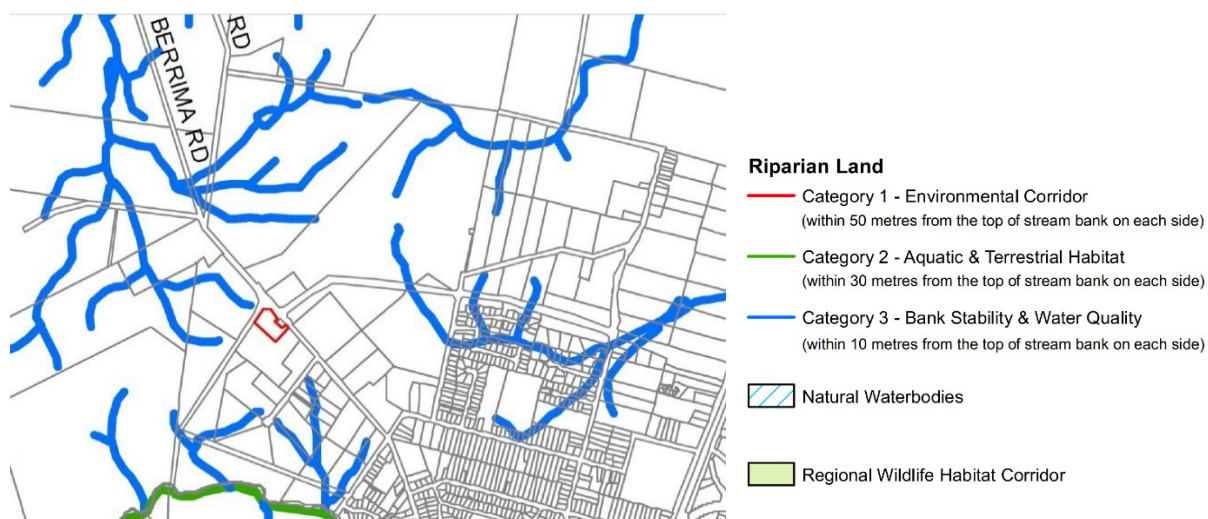 RD
BERRIMA RD
Riparian Land
Category 1 - Environmental Corridor
(within 50 metres from the top of stream bank on each side)
Category 2 - Aquatic & Terrestrial Habitat
(within 30 metres from the top of stream bank on each side)
Category 3 - Bank Stability & Water Quality
(within 10 metres from the top of stream bank on each side)
Natural Waterbodies
Regional Wildlife Habitat Corridor